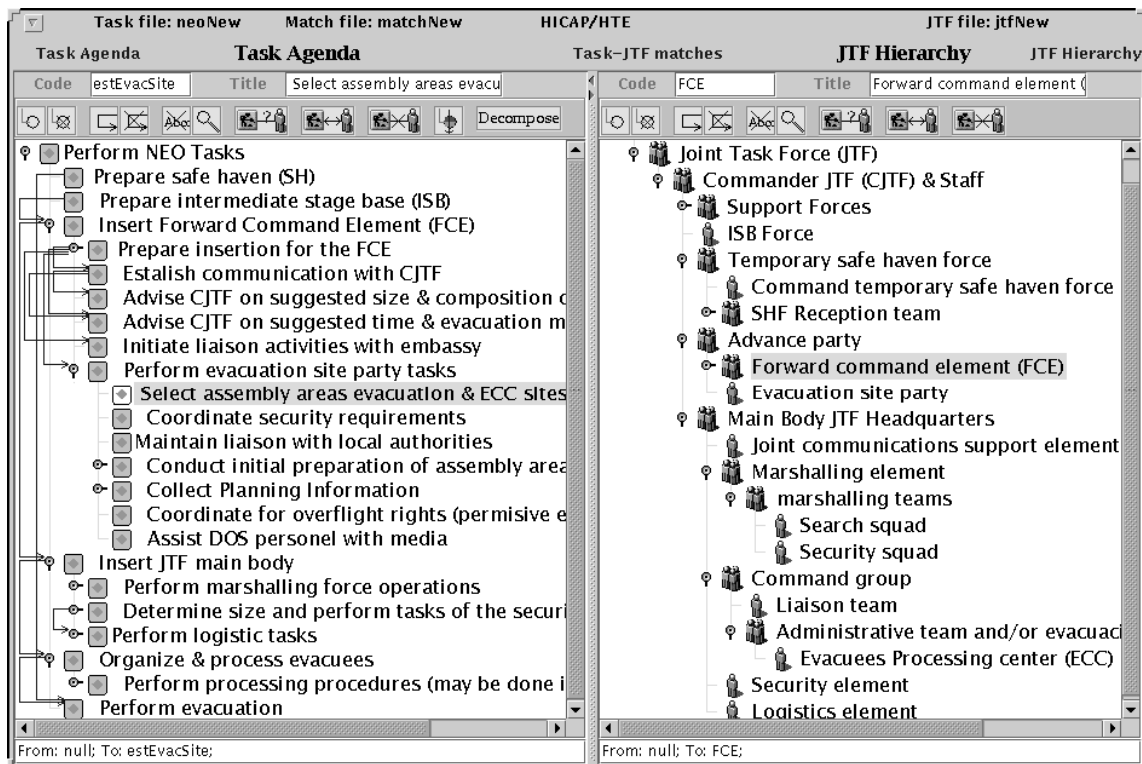 Task file: neoNew Match file: matchNew HICAP/HTE JTF file: jtfNew
Task Agenda Task Agenda Task-JTF matches JTF Hierarchy JTF Hierarchy
Code estEvacSite Title Select assembly areas evacu
Abc ? Decompose
Perform NEO Tasks
Prepare safe haven (SH)
Prepare intermediate stage base (ISB)
Insert Forward Command Element (FCE)
Prepare insertion for the FCE
Estalish communication with CJTF
Advise CJTF on suggested size & composition o
Advise CJTF on suggested time & evacuation m
Initiate liaison activities with embassy
Perform evacuation site party tasks
Select assembly areas evacuation & ECC sites
Coordinate security requirements
Maintain liaison with local authorities
Conduct initial preparation of assembly area
Collect Planning Information
Coordinate for overflight rights (permisive e
Assist DOS personel with media
Insert JTF main body
Perform marshalling force operations
Determine size and perform tasks of the securi
Perform logistic tasks
Organize & process evacuees
Perform processing procedures (may be done i
Perform evacuation
From: null; To: estEvacSite;
Code FCE Title Forward command element (
Abc ?
Joint Task Force (JTF)
Commander JTF (CJTF) & Staff
Support Forces
ISB Force
Temporary safe haven force
Command temporary safe haven force
SHF Reception team
Advance party
Forward command element (FCE)
Evacuation site party
Main Body JTF Headquarters
Joint communications support element
Marshalling element
marshalling teams
Search squad
Security squad
Command group
Liaison team
Administrative team and/or evacuaci
Evacuees Processing center (ECC)
Security element
Logistics element
From: null; To: FCE;